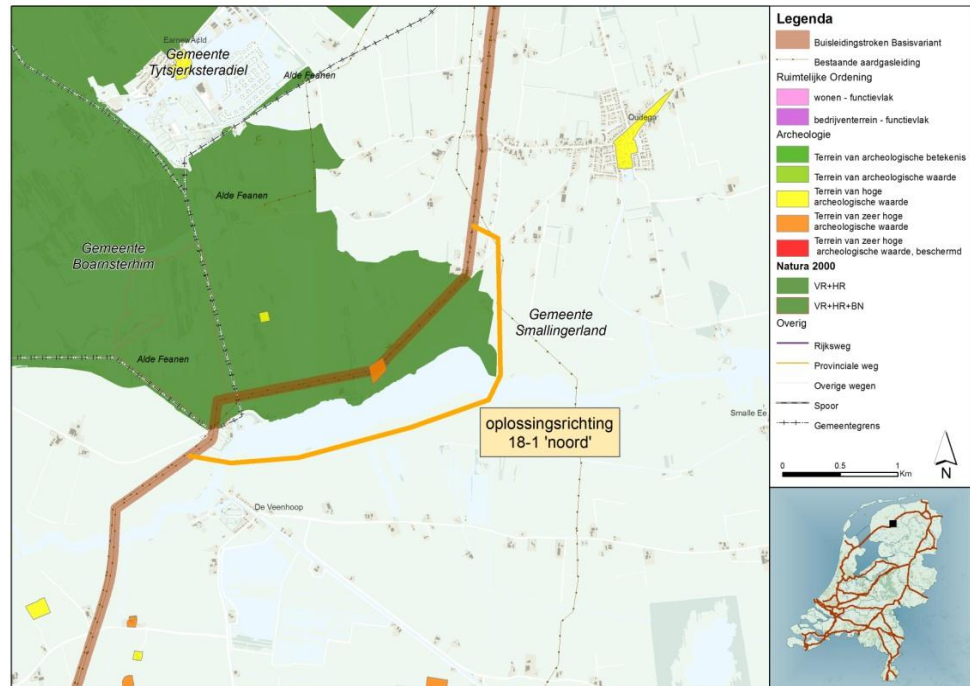 Earnewâld
Gemeente
Tytsjerksteradiel
Alde Feanen
Oudega
Alde Feanen
Gemeente
Boarnsterhim
Gemeente
Smallingerland
Alde Feanen
Smalle Ee
oplossingsrichting
18-1 'noord'
De Veenhoop
Legenda
Buisleidingstroken Basisvariant
Bestaande aardgasleiding
Ruimtelijke Ordening
wonen - functievlak
bedrijventerrein - functievlak
Archeologie
Terrein van archeologische betekenis
Terrein van archeologische waarde
Terrein van hoge
archeologische waarde
Terrein van zeer hoge
archeologische waarde
Terrein van zeer hoge
archeologische waarde, beschermd
Natura 2000
VR+HR
VR+HR+BN
Overig
Rijksweg
Provinciale weg
Overige wegen
Spoor
Gemeentegrens
0 0.5 1
Km
N